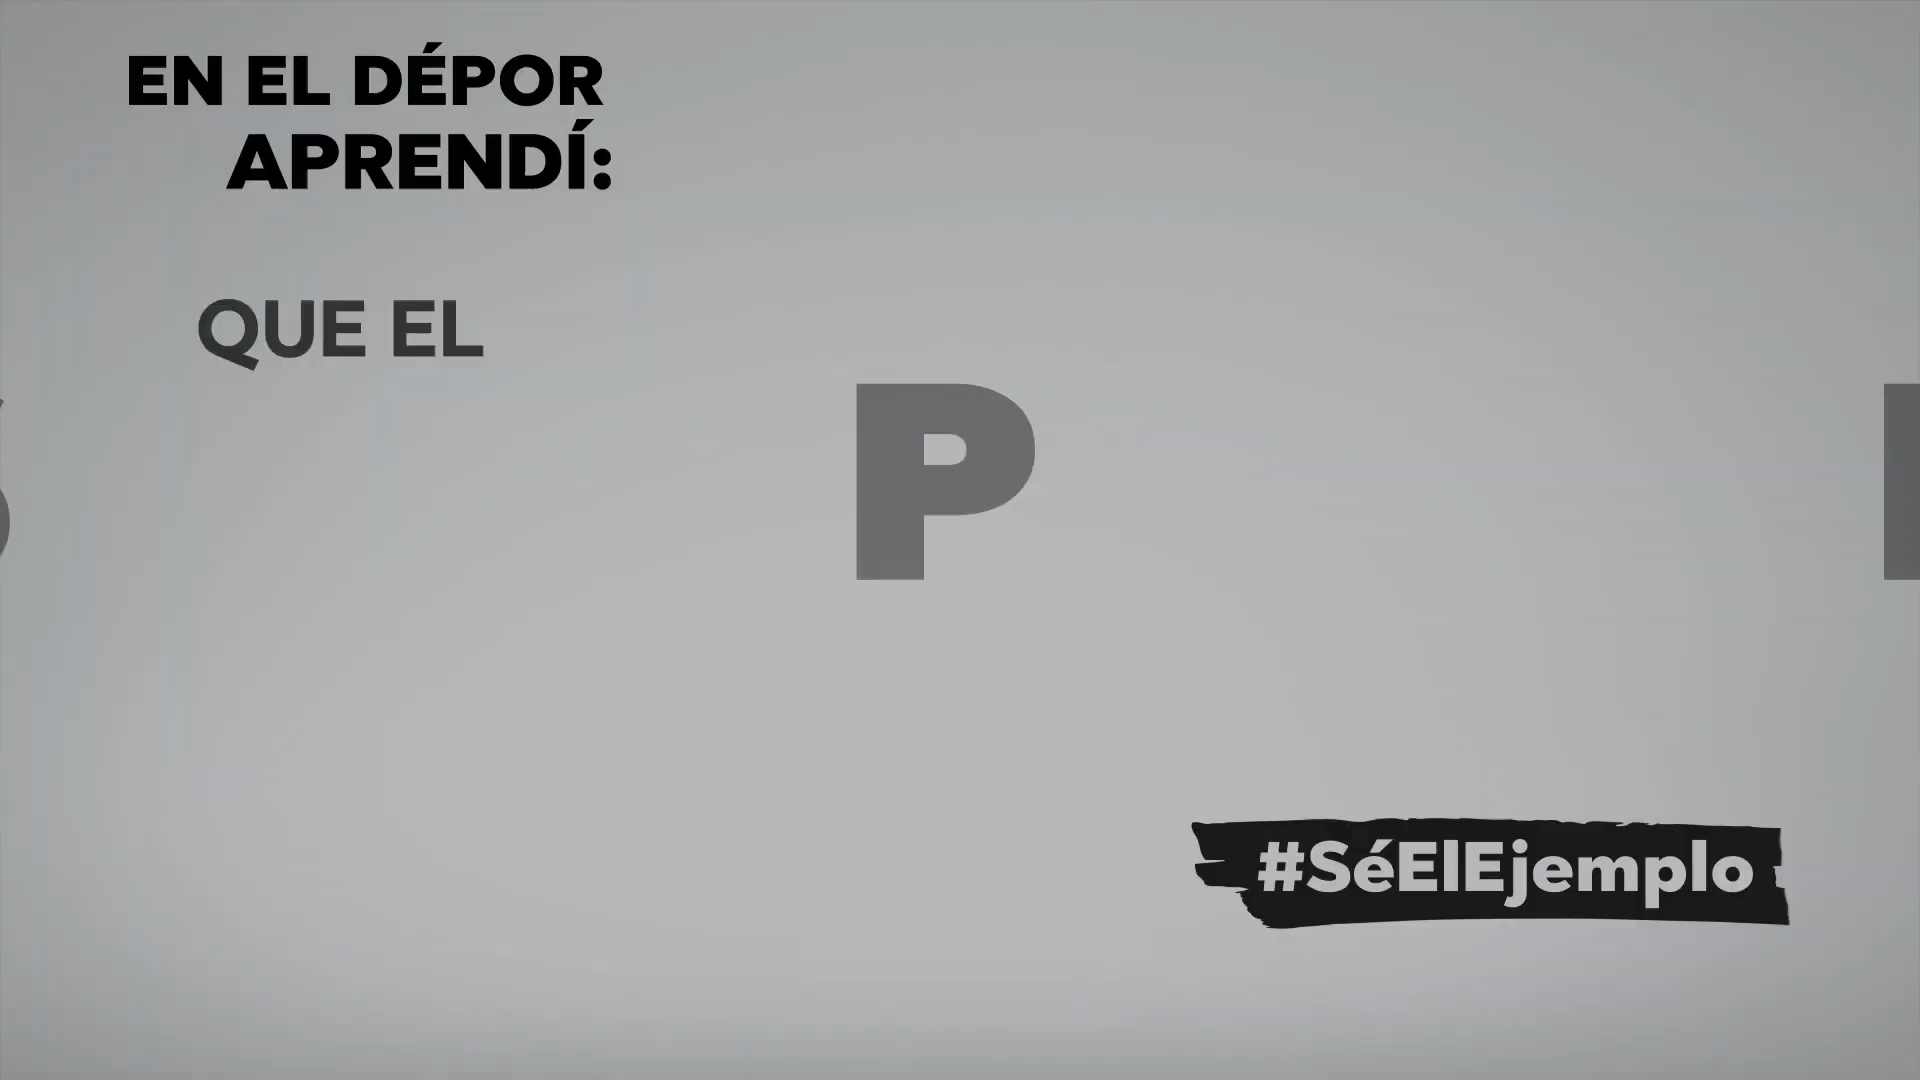 EN EL DÉPOR
APRENDÍ:
QUE EL
P
#SéElEjemplo